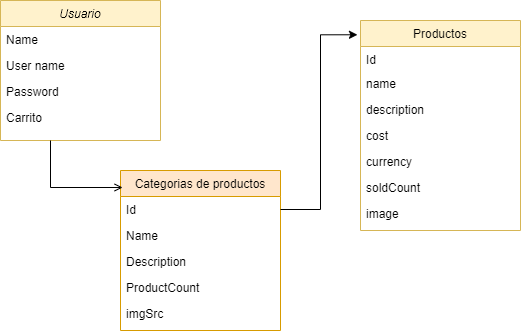 Usuario
Name
User name
Password
Carrito
Categorias de productos
Id
Name
Description
ProductCount
imgSrc
Productos
Id
name
description
cost
currency
soldCount
image